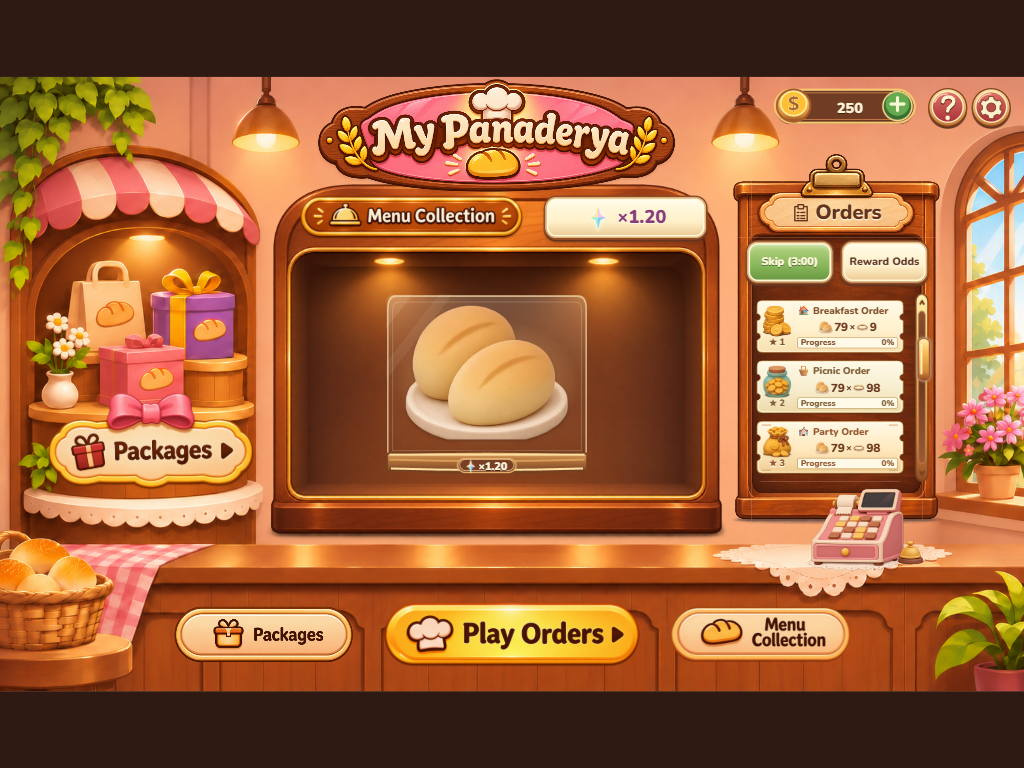 My Panaderya
$ 250 +
?
Menu Collection
×1.20
Orders
Skip (3:00)
Reward Odds
Breakfast Order
79 × 9
★ 1
Progress 0%
Picnic Order
79 × 98
★ 2
Progress 0%
Party Order
79 × 98
★ 3
Progress 0%
×1.20
Packages
Packages
Play Orders
Menu
Collection